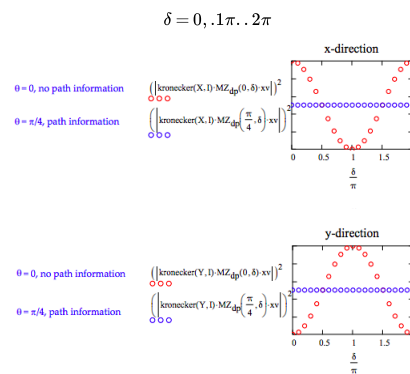 δ = 0, .1π. . 2π
x-direction
θ = 0, no path information
(|kronecker(X,I)·MZdp(0,δ)·xv|)²
θ = π/4, path information
(|kronecker(X,I)·MZdp(π/4,δ)·xv|)²
0 0.5 1 1.5
δ/π
y-direction
θ = 0, no path information
(|kronecker(Y,I)·MZdp(0,δ)·xv|)²
θ = π/4, path information
(|kronecker(Y,I)·MZdp(π/4,δ)·xv|)²
0 0.5 1 1.5
δ/π